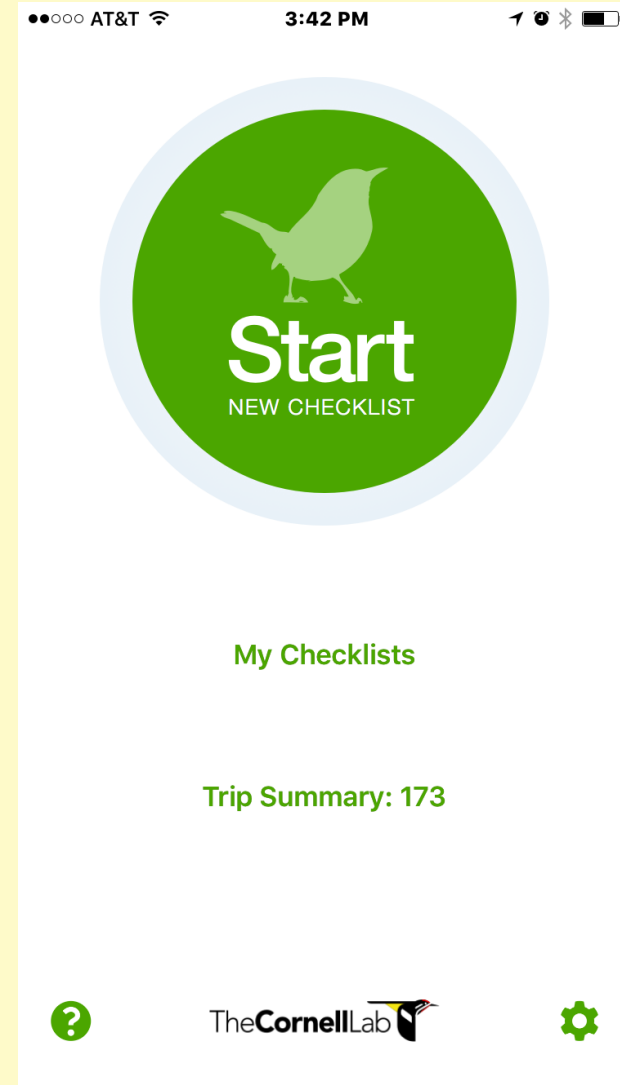 AT&T 3:42 PM
Start
NEW CHECKLIST
My Checklists
Trip Summary: 173
? TheCornellLab